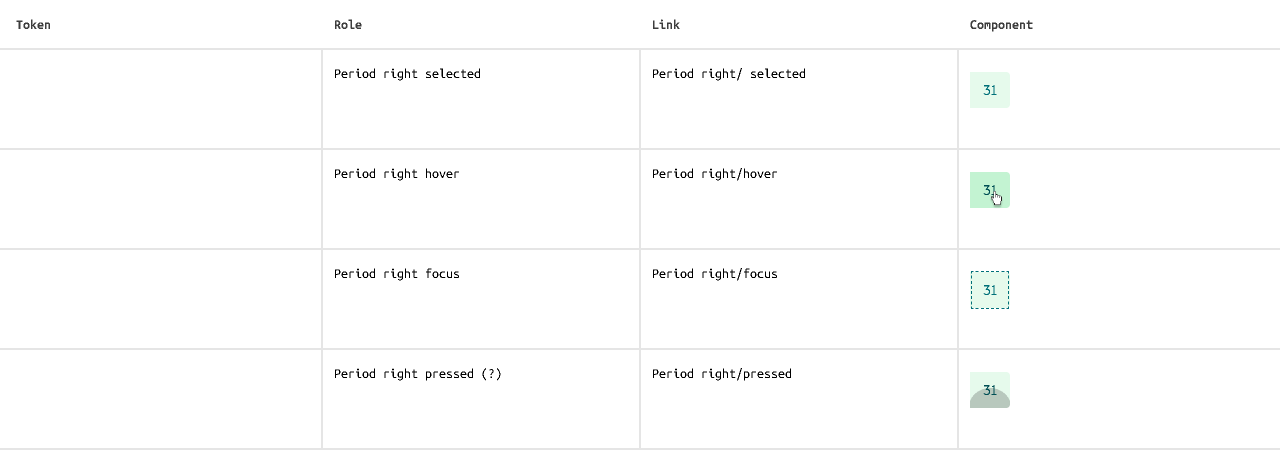 Token Role Link Component
Period right selected Period right/ selected 31
Period right hover Period right/hover 31
Period right focus Period right/focus 31
Period right pressed (?) Period right/pressed 31